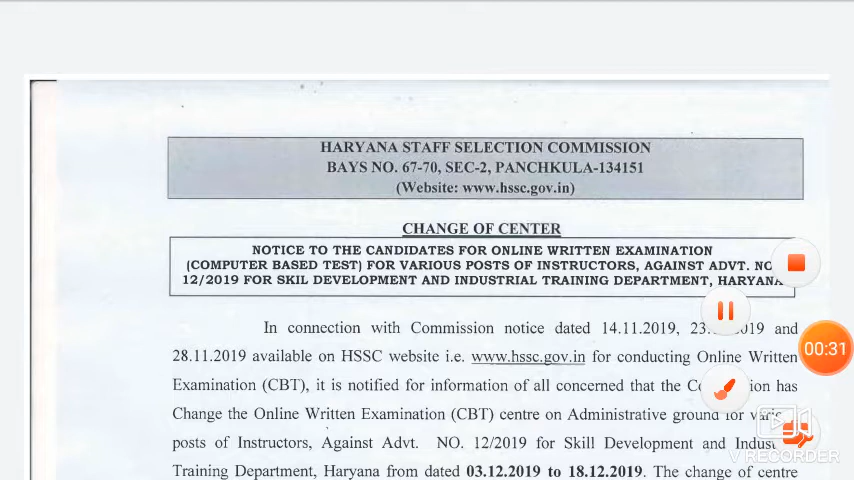 HARYANA STAFF SELECTION COMMISSION
BAYS NO. 67-70, SEC-2, PANCHKULA-134151
(Website: www.hssc.gov.in)
CHANGE OF CENTER
NOTICE TO THE CANDIDATES FOR ONLINE WRITTEN EXAMINATION
(COMPUTER BASED TEST) FOR VARIOUS POSTS OF INSTRUCTORS, AGAINST ADVT. NO
12/2019 FOR SKIL DEVELOPMENT AND INDUSTRIAL TRAINING DEPARTMENT, HARYANA
In connection with Commission notice dated 14.11.2019, and
28.11.2019 available on HSSC website i.e. www.hssc.gov.in for conducting Online Written
Examination (CBT), it is notified for information of all concerned that the has
Change the Online Written Examination (CBT) centre on Administrative ground for
posts of Instructors, Against Advt. NO. 12/2019 for Skill Development and
Training Department, Haryana from dated 03.12.2019 to 18.12.2019. The change of centre
00:31
V RECORDER